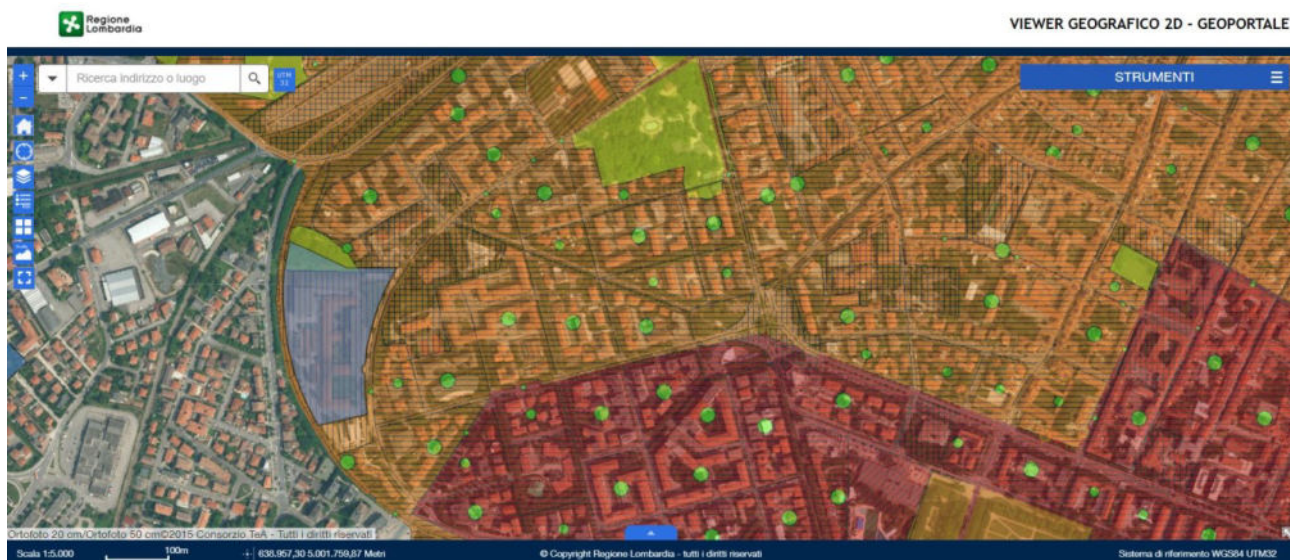 Regione
Lombardia
VIEWER GEOGRAFICO 2D - GEOPORTALE
+
Ricerca indirizzo o luogo
UTM
32
STRUMENTI
−
Ortofoto 20 cm/Ortofoto 50 cm©2015 Consorzio TeA - Tutti i diritti riservati
Scala 1:5.000
100m
638.957,30 5.001.759,87 Metri
© Copyright Regione Lombardia - tutti i diritti riservati
Sistema di riferimento WGS84 UTM32